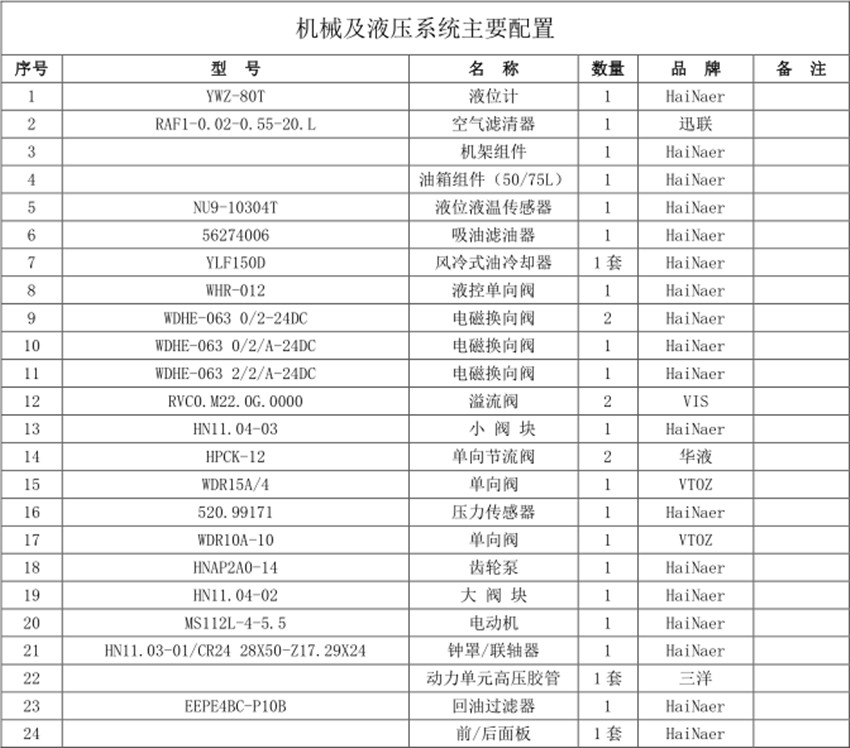 机械及液压系统主要配置
序号 型 号 名 称 数量 品 牌 备 注
1 YWZ-80T 液位计 1 HaiNaer
2 RAF1-0.02-0.55-20.L 空气滤清器 1 迅联
3 机架组件 1 HaiNaer
4 油箱组件（50/75L） 1 HaiNaer
5 NU9-10304T 液位液温传感器 1 HaiNaer
6 56274006 吸油滤油器 1 HaiNaer
7 YLF150D 风冷式油冷却器 1套 HaiNaer
8 WHR-012 液控单向阀 1 HaiNaer
9 WDHE-063 0/2-24DC 电磁换向阀 2 HaiNaer
10 WDHE-063 0/2/A-24DC 电磁换向阀 1 HaiNaer
11 WDHE-063 2/2/A-24DC 电磁换向阀 1 HaiNaer
12 RVC0.M22.0G.0000 溢流阀 2 VIS
13 HN11.04-03 小 阀 块 1 HaiNaer
14 HPCK-12 单向节流阀 2 华液
15 WDR15A/4 单向阀 1 VTOZ
16 520.99171 压力传感器 1 HaiNaer
17 WDR10A-10 单向阀 1 VTOZ
18 HNAP2A0-14 齿轮泵 1 HaiNaer
19 HN11.04-02 大 阀 块 1 HaiNaer
20 MS112L-4-5.5 电动机 1 HaiNaer
21 HN11.03-01/CR24 28X50-Z17.29X24 钟罩/联轴器 1 HaiNaer
22 动力单元高压胶管 1套 三洋
23 EEPE4BC-P10B 回油过滤器 1 HaiNaer
24 前/后面板 1套 HaiNaer